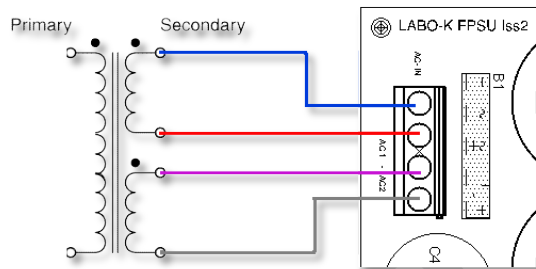 Primary
Secondary
LABO-K FPSU Iss2
AC-IN
B1
AC1 - AC2
C4